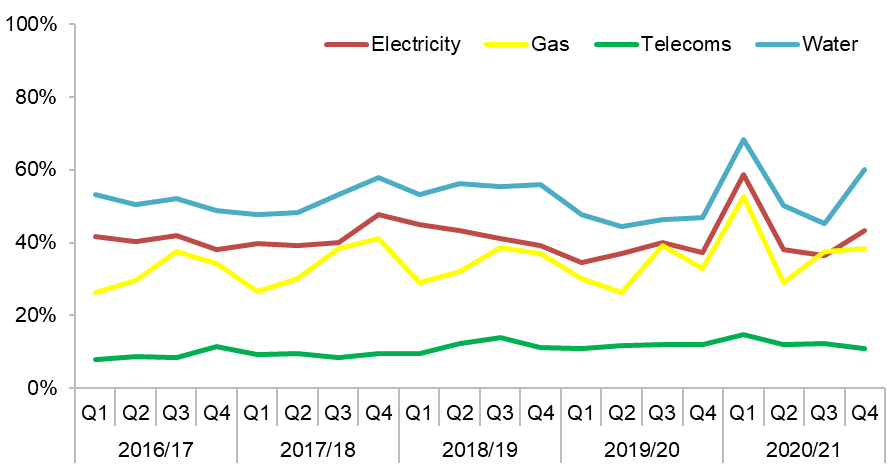 100%
Electricity Gas Telecoms Water
80%
60%
40%
20%
0%
Q1 Q2 Q3 Q4 Q1 Q2 Q3 Q4 Q1 Q2 Q3 Q4 Q1 Q2 Q3 Q4 Q1 Q2 Q3 Q4
2016/17 2017/18 2018/19 2019/20 2020/21